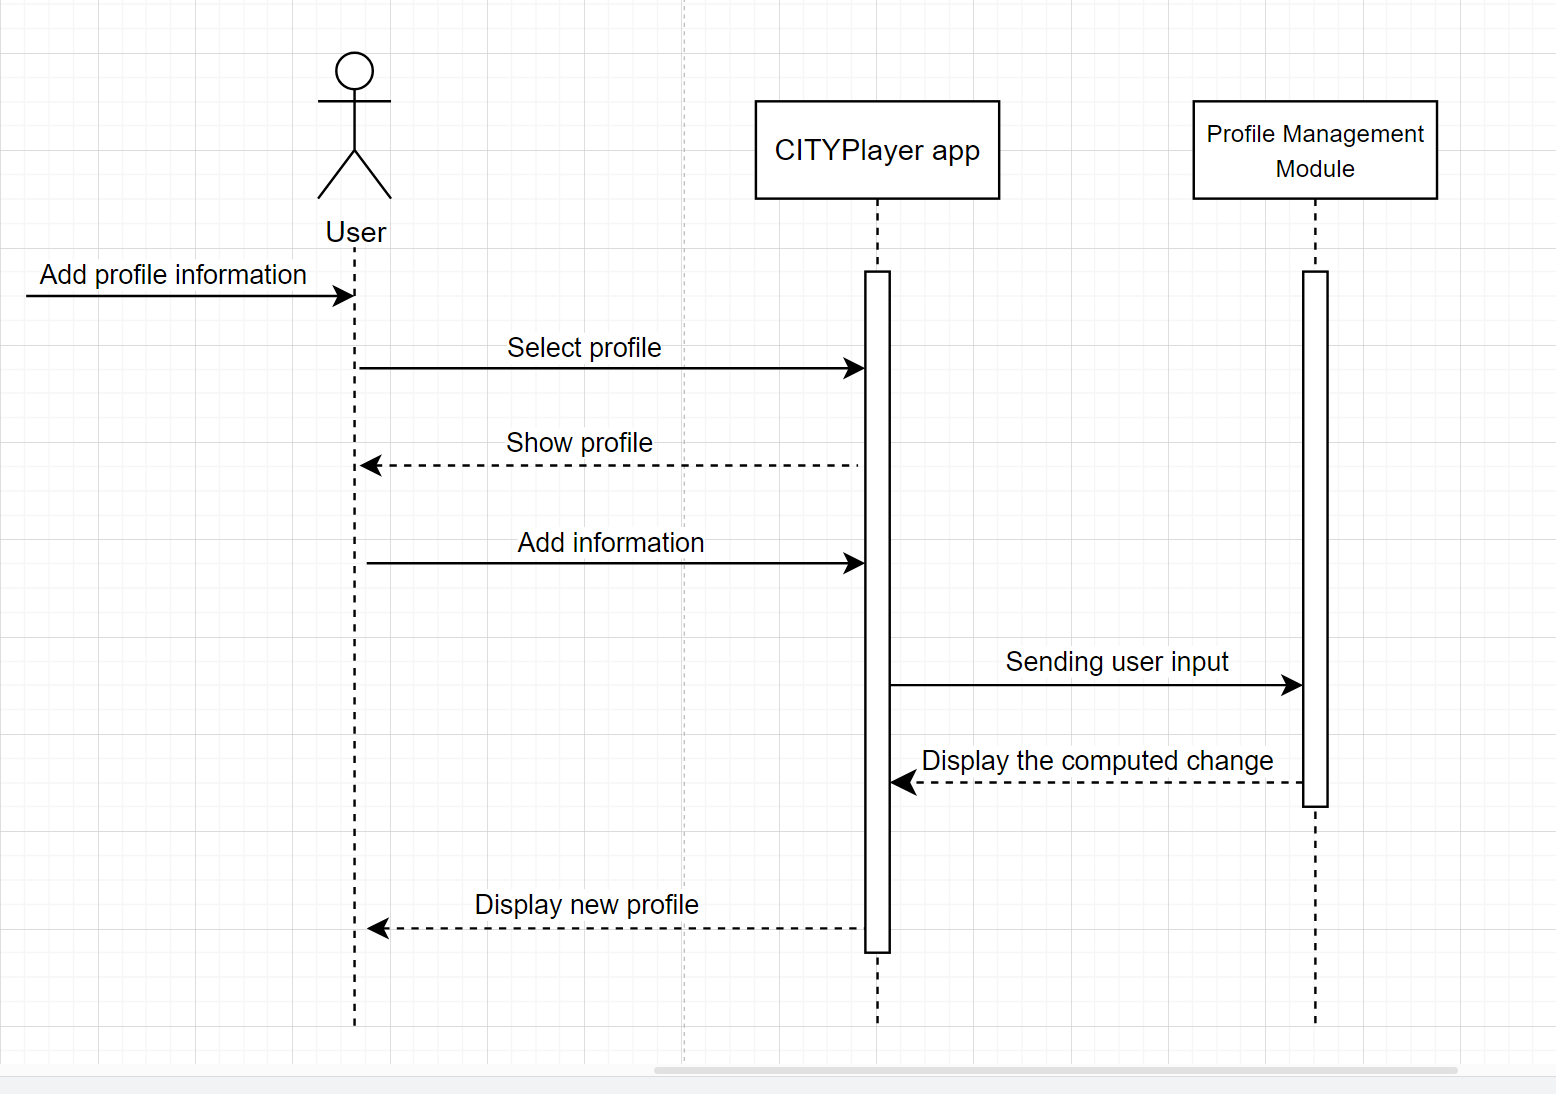 User
CITYPlayer app
Profile Management
Module
Add profile information
Select profile
Show profile
Add information
Sending user input
Display the computed change
Display new profile